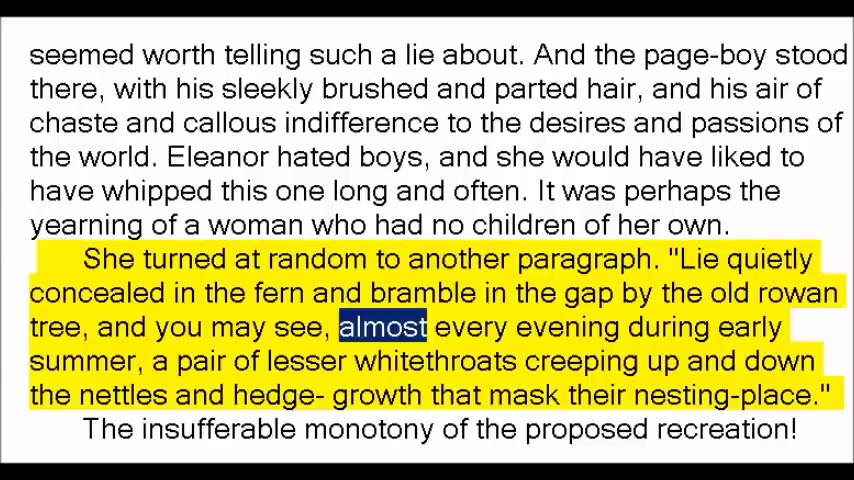 seemed worth telling such a lie about. And the page-boy stood
there, with his sleekly brushed and parted hair, and his air of
chaste and callous indifference to the desires and passions of
the world. Eleanor hated boys, and she would have liked to
have whipped this one long and often. It was perhaps the
yearning of a woman who had no children of her own.
She turned at random to another paragraph. "Lie quietly
concealed in the fern and bramble in the gap by the old rowan
tree, and you may see, almost every evening during early
summer, a pair of lesser whitethroats creeping up and down
the nettles and hedge- growth that mask their nesting-place."
The insufferable monotony of the proposed recreation!